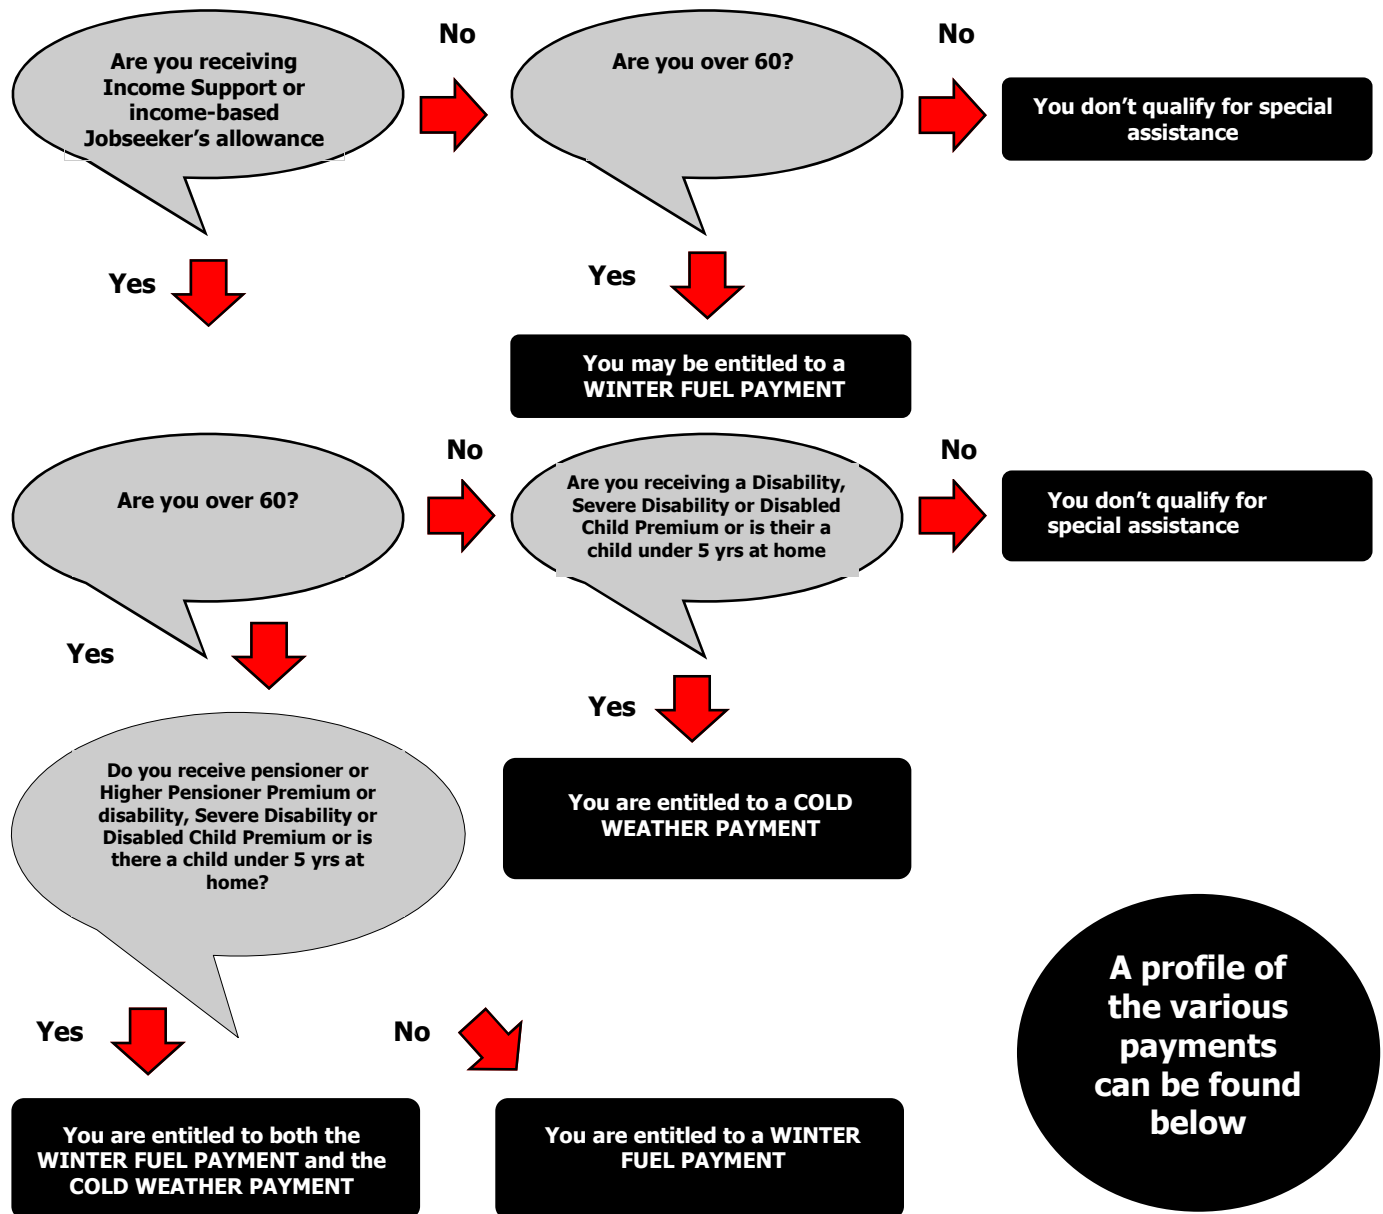 No
No
Are you receiving
Income Support or
income-based
Jobseeker's allowance
Are you over 60?
You don't qualify for special
assistance
Yes
Yes
You may be entitled to a
WINTER FUEL PAYMENT
No
No
Are you over 60?
Are you receiving a Disability,
Severe Disability or Disabled
Child Premium or is their a
child under 5 yrs at home
You don't qualify for
special assistance
Yes
Yes
Do you receive pensioner or
Higher Pensioner Premium or
disability, Severe Disability or
Disabled Child Premium or is
there a child under 5 yrs at
home?
You are entitled to a COLD
WEATHER PAYMENT
A profile of
the various
payments
can be found
below
Yes
No
You are entitled to both the
WINTER FUEL PAYMENT and the
COLD WEATHER PAYMENT
You are entitled to a WINTER
FUEL PAYMENT